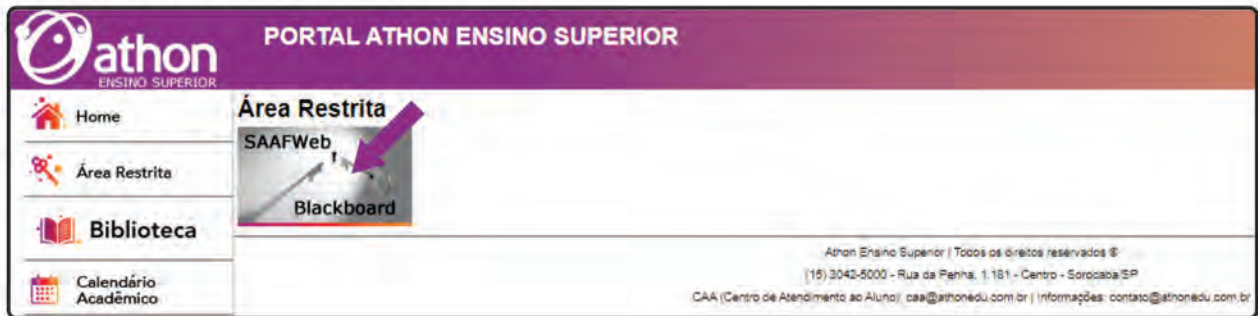 athon
ENSINO SUPERIOR
PORTAL ATHON ENSINO SUPERIOR
Home
Área Restrita
Biblioteca
Calendário
Acadêmico
Área Restrita
SAAFWeb
Blackboard
Athon Ensino Superior | Todos os direitos reservados ©
(15) 3042-5000 - Rua da Penha, 1.181 - Centro - Sorocaba/SP
CAA (Centro de Atendimento ao Aluno): caa@athonedu.com.br | Informações: contato@athonedu.com.br